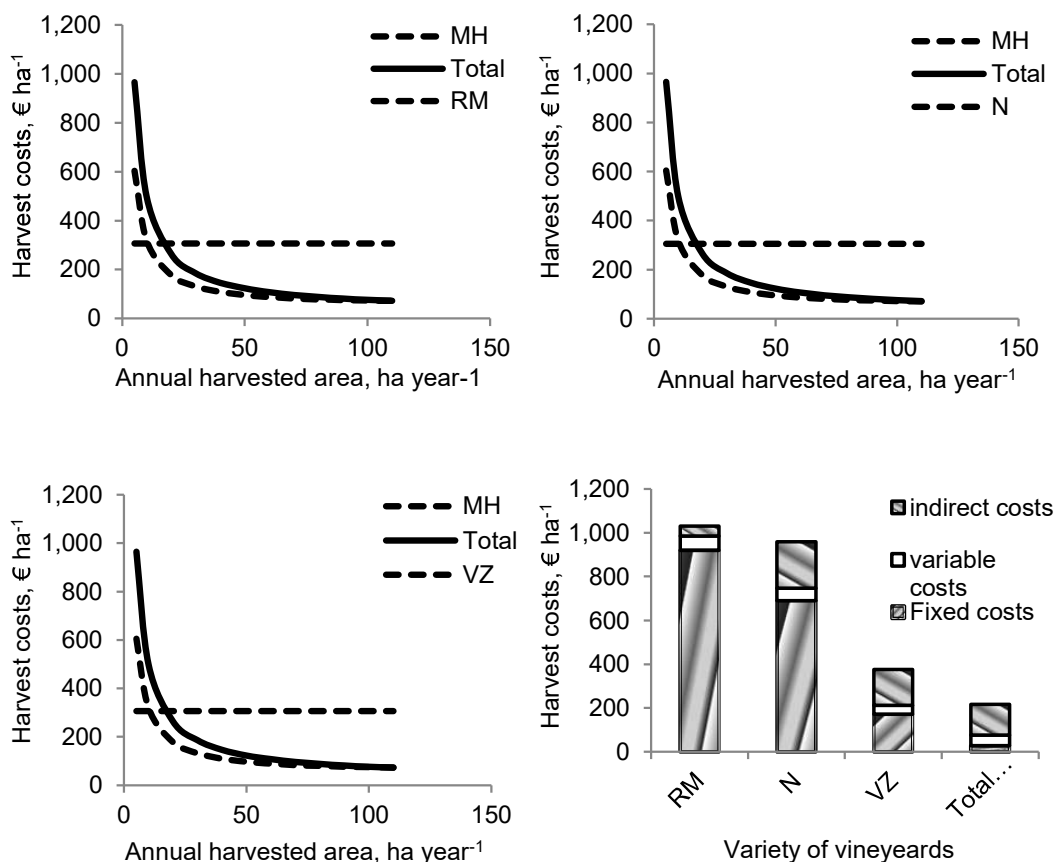 1,200
1,000
800
600
400
200
0
Harvest costs, € ha-1
MH
Total
RM
0 50 100 150
Annual harvested area, ha year-1
1,200
1,000
800
600
400
200
0
Harvest costs, € ha-1
MH
Total
N
0 50 100 150
Annual harvested area, ha year-1
1,200
1,000
800
600
400
200
0
Harvest costs, € ha-1
MH
Total
VZ
0 50 100 150
Annual harvested area, ha year-1
1,200
1,000
800
600
400
200
0
Harvest costs, € ha-1
indirect costs
variable
costs
Fixed costs
RM N VZ Total...
Variety of vineyeards